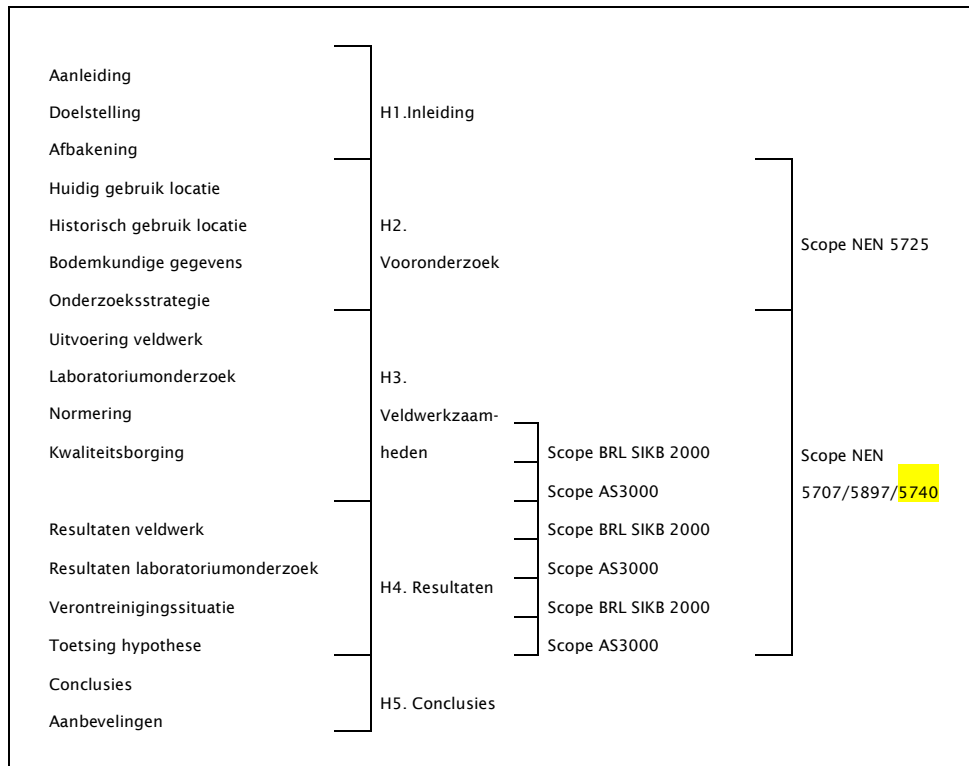 Aanleiding
Doelstelling
H1.Inleiding
Afbakening
Huidig gebruik locatie
Historisch gebruik locatie
H2.
Bodemkundige gegevens
Vooronderzoek
Scope NEN 5725
Onderzoeksstrategie
Uitvoering veldwerk
Laboratoriumonderzoek
H3.
Normering
Veldwerkzaam-
Kwaliteitsborging
heden
Scope BRL SIKB 2000
Scope NEN
Scope AS3000
5707/5897/5740
Resultaten veldwerk
Scope BRL SIKB 2000
Resultaten laboratoriumonderzoek
H4. Resultaten
Scope AS3000
Verontreinigingssituatie
Scope BRL SIKB 2000
Toetsing hypothese
Scope AS3000
Conclusies
H5. Conclusies
Aanbevelingen